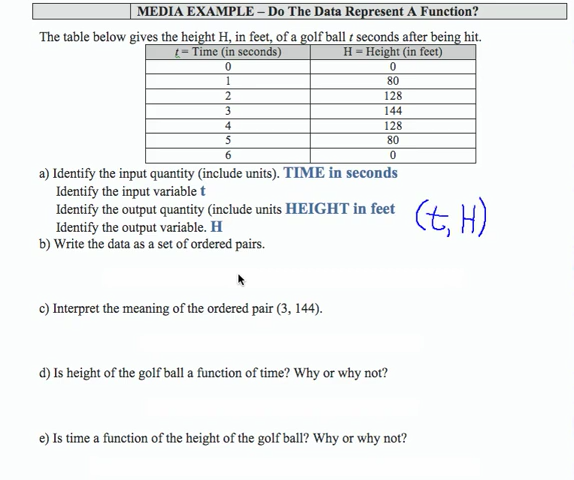 MEDIA EXAMPLE – Do The Data Represent A Function?
The table below gives the height H, in feet, of a golf ball t seconds after being hit.
t = Time (in seconds) H = Height (in feet)
0 0
1 80
2 128
3 144
4 128
5 80
6 0
a) Identify the input quantity (include units). TIME in seconds
Identify the input variable t
Identify the output quantity (include units HEIGHT in feet
Identify the output variable. H
(t, H)
b) Write the data as a set of ordered pairs.
c) Interpret the meaning of the ordered pair (3, 144).
d) Is height of the golf ball a function of time? Why or why not?
e) Is time a function of the height of the golf ball? Why or why not?